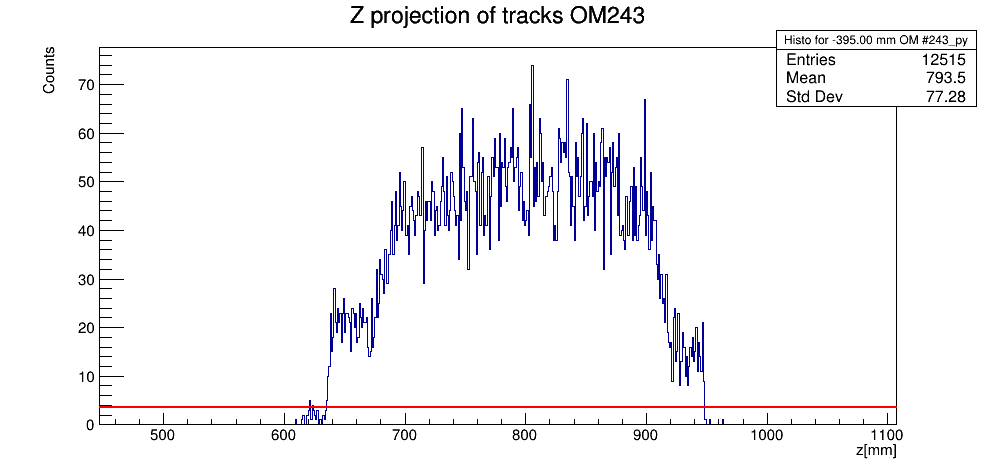 Z projection of tracks OM243
Histo for -395.00 mm OM #243_py
Entries 12515
Mean 793.5
Std Dev 77.28
Counts
70
60
50
40
30
20
10
0
500 600 700 800 900 1000 1100
z[mm]